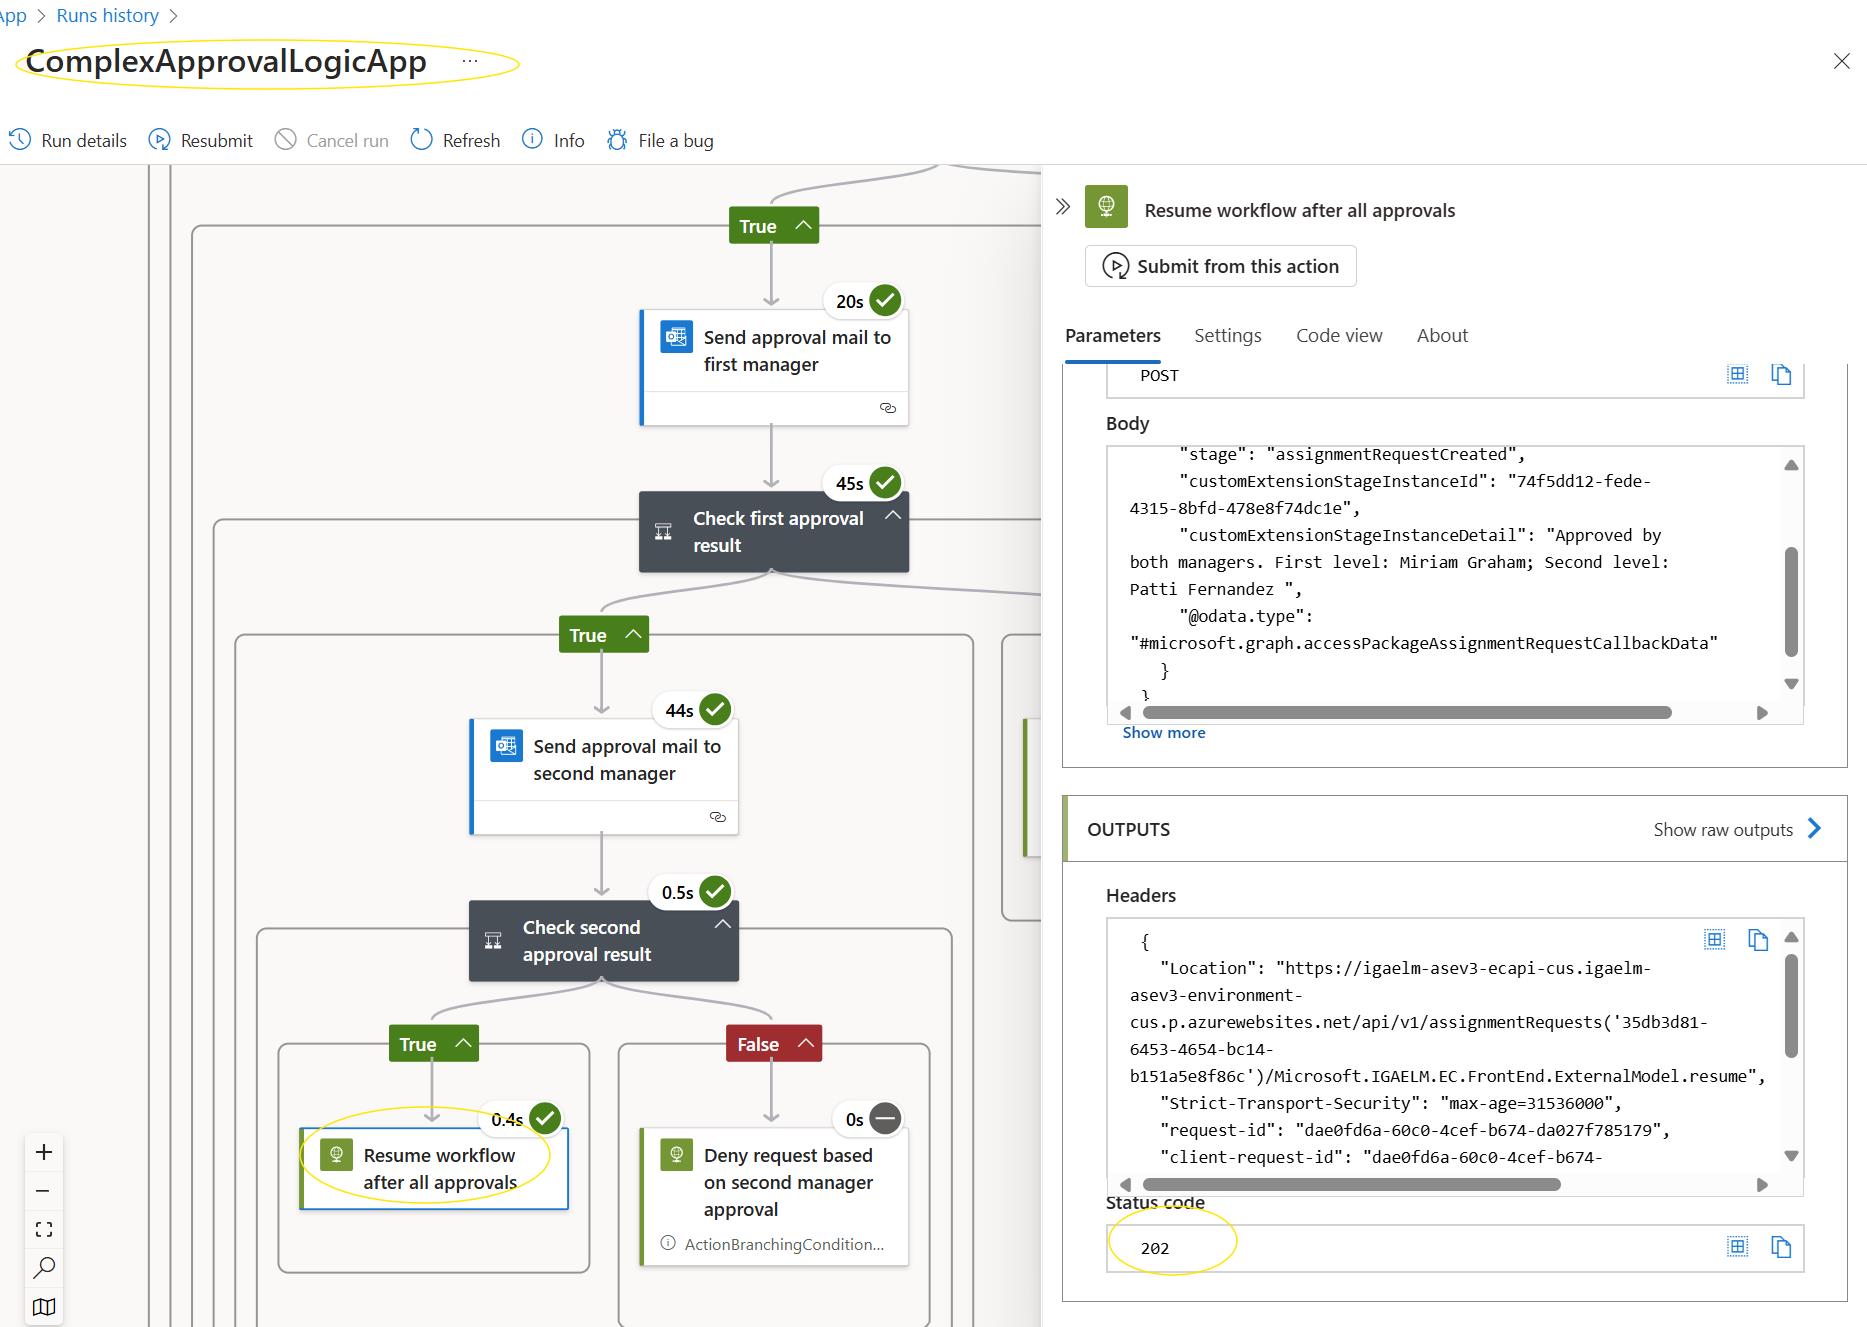 App > Runs history >
ComplexApprovalLogicApp ...
Run details Resubmit Cancel run Refresh Info File a bug
True
20s
Send approval mail to
first manager
45s
Check first approval
result
True
44s
Send approval mail to
second manager
0.5s
Check second
approval result
True
False
0.4s
Resume workflow
after all approvals
0s
Deny request based
on second manager
approval
ActionBranchingCondition...
Resume workflow after all approvals
Submit from this action
Parameters Settings Code view About
POST
Body
"stage": "assignmentRequestCreated",
"customExtensionStageInstanceId": "74f5dd12-fede-
4315-8bfd-478e8f74dc1e",
"customExtensionStageInstanceDetail": "Approved by
both managers. First level: Miriam Graham; Second level:
Patti Fernandez ",
"@odata.type":
"#microsoft.graph.accessPackageAssignmentRequestCallbackData"
}
}
Show more
OUTPUTS
Show raw outputs
Headers
{
"Location": "https://igaelm-asev3-ecapi-cus.igaelm-
asev3-environment-
cus.p.azurewebsites.net/api/v1/assignmentRequests('35db3d81-
6453-4654-bc14-
b151a5e8f86c')/Microsoft.IGAELM.EC.FrontEnd.ExternalModel.resume",
"Strict-Transport-Security": "max-age=31536000",
"request-id": "dae0fd6a-60c0-4cef-b674-da027f785179",
"client-request-id": "dae0fd6a-60c0-4cef-b674-
Status code
202